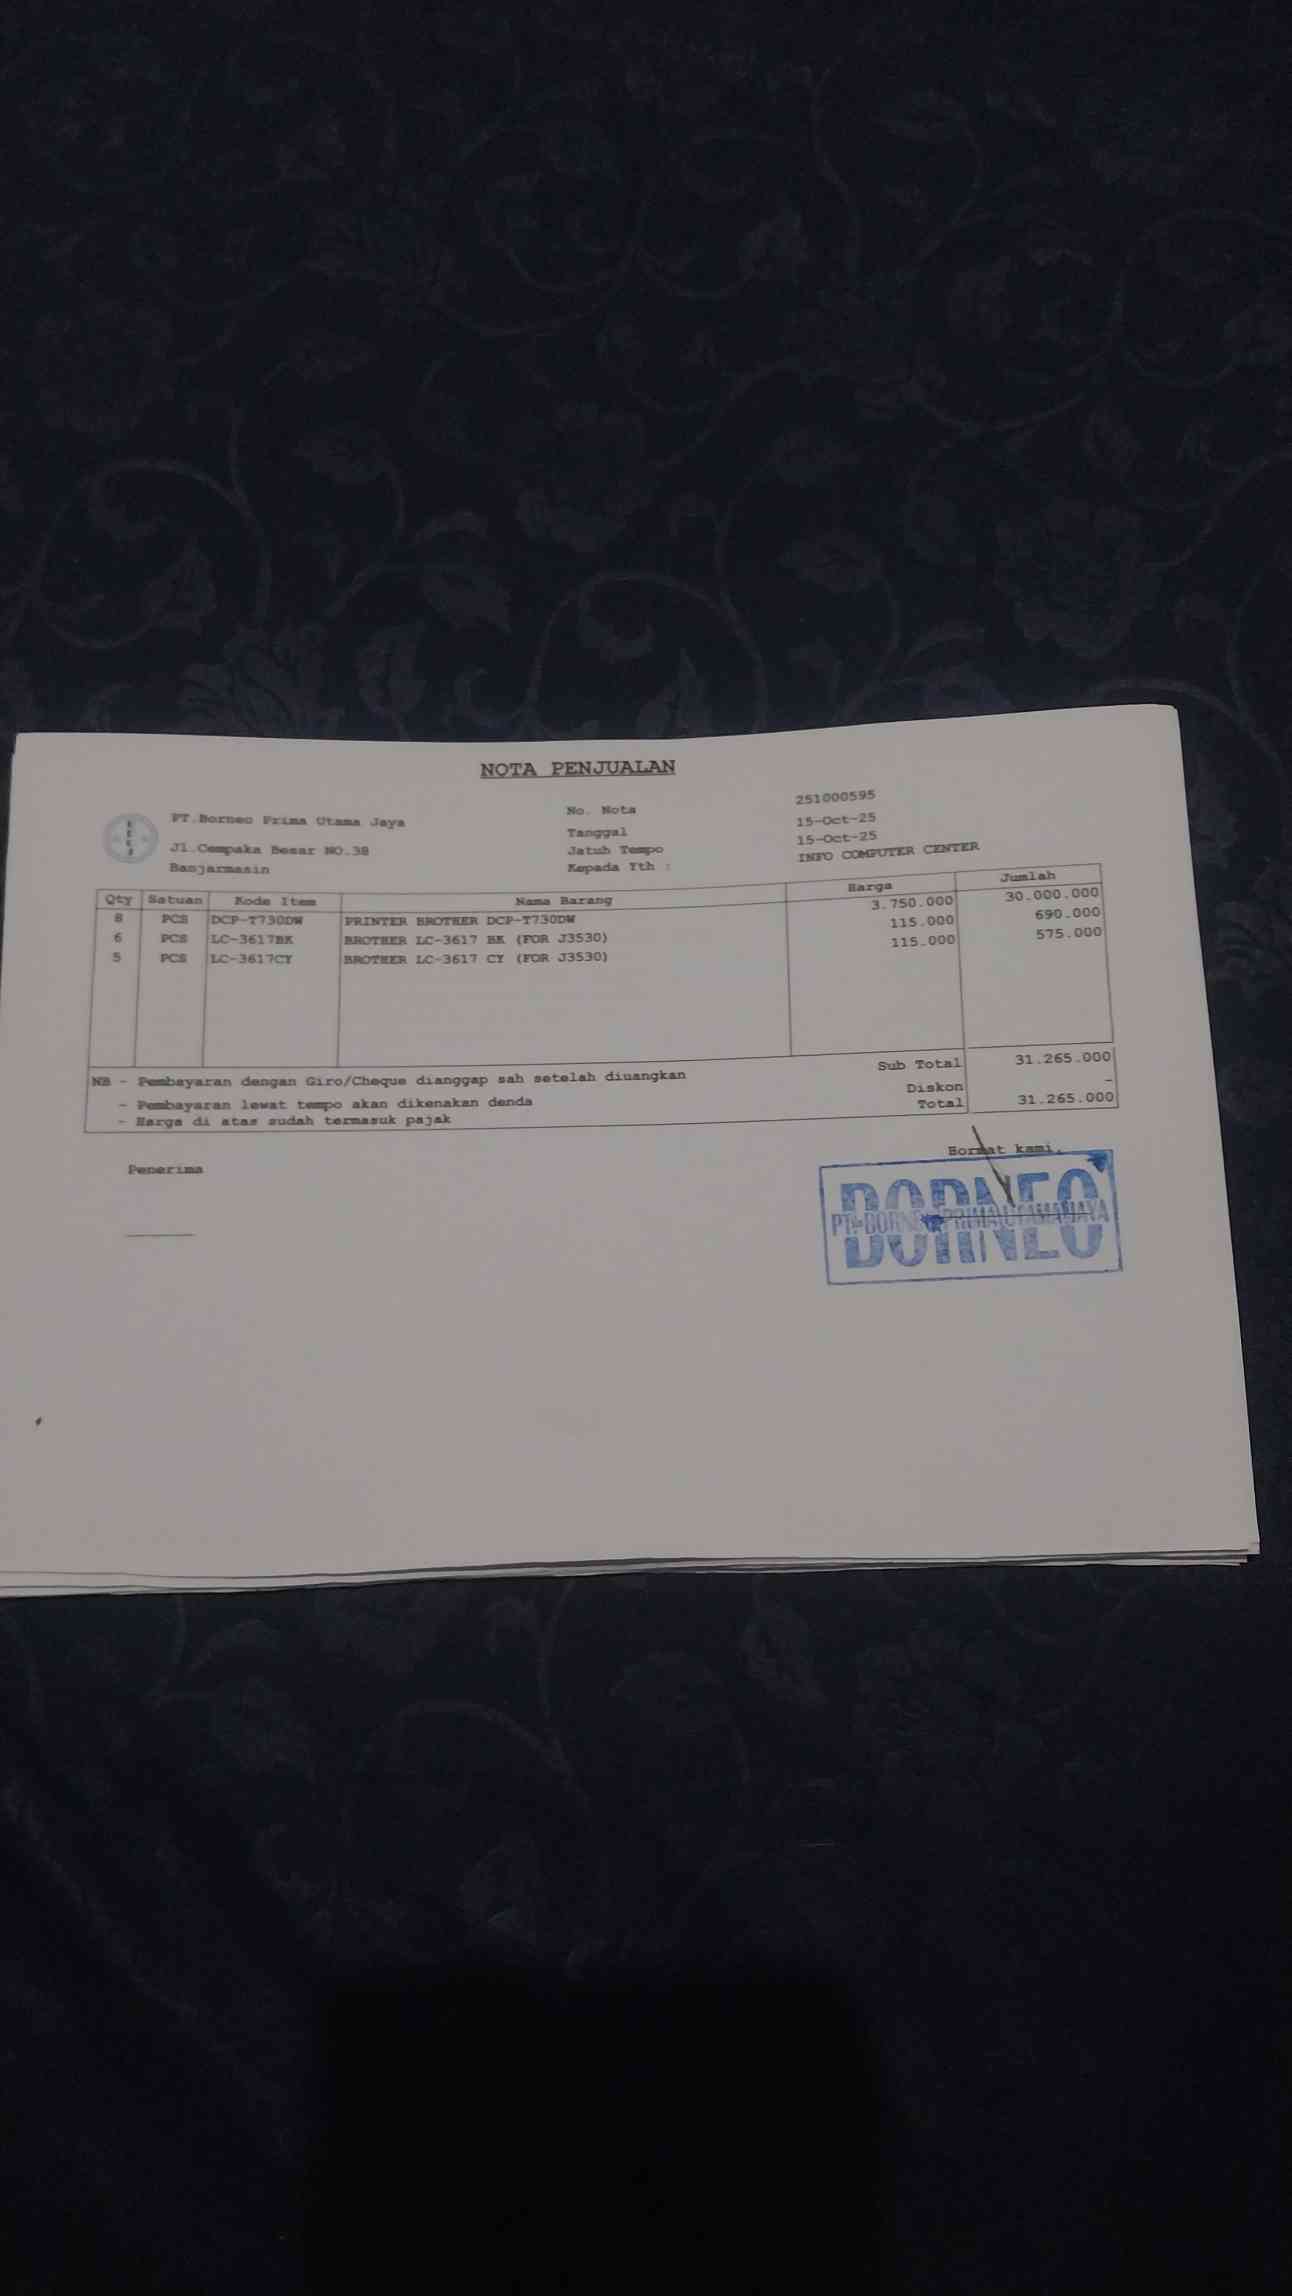 NOTA PENJUALAN
PT.Borneo Prima Utama Jaya
Jl.Cempaka Besar NO.38
Banjarmasin
No. Nota 251000595
Tanggal 15-Oct-25
Jatuh Tempo 15-Oct-25
Kepada Yth : INFO COMPUTER CENTER
Qty Satuan Kode Item Nama Barang Harga Jumlah
8 PCS DCP-T730DW PRINTER BROTHER DCP-T730DW 3.750.000 30.000.000
6 PCS LC-3617BK BROTHER LC-3617 BK (FOR J3530) 115.000 690.000
5 PCS LC-3617CY BROTHER LC-3617 CY (FOR J3530) 115.000 575.000
NB - Pembayaran dengan Giro/Cheque dianggap sah setelah diuangkan
- Pembayaran lewat tempo akan dikenakan denda
- Harga di atas sudah termasuk pajak
Sub Total 31.265.000
Diskon -
Total 31.265.000
Penerima
Hormat kami,
BORNEO
PT. BORNEO PRIMA UTAMA JAYA